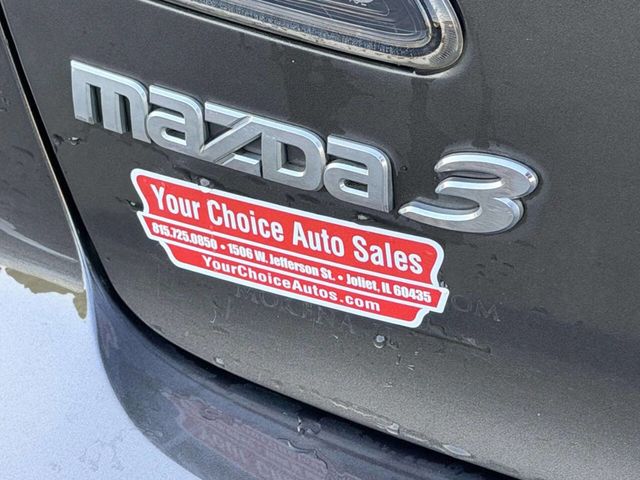 mazda 3
Your Choice Auto Sales
815.725.0850 • 1506 W. Jefferson St. • Joliet, IL 60435
YourChoiceAutos.com